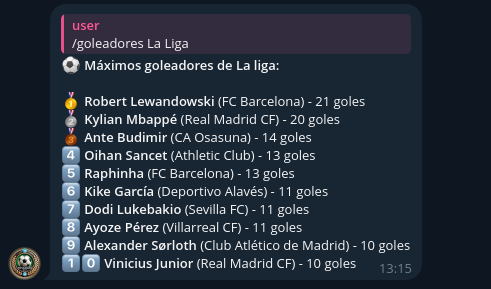 user
/goleadores La Liga
⚽ Máximos goleadores de La liga:
🥇 Robert Lewandowski (FC Barcelona) - 21 goles
🥈 Kylian Mbappé (Real Madrid CF) - 20 goles
🥉 Ante Budimir (CA Osasuna) - 14 goles
4️⃣ Oihan Sancet (Athletic Club) - 13 goles
5️⃣ Raphinha (FC Barcelona) - 13 goles
6️⃣ Kike García (Deportivo Alavés) - 11 goles
7️⃣ Dodi Lukebakio (Sevilla FC) - 11 goles
8️⃣ Ayoze Pérez (Villarreal CF) - 11 goles
9️⃣ Alexander Sørloth (Club Atlético de Madrid) - 10 goles
1️⃣0️⃣ Vinicius Junior (Real Madrid CF) - 10 goles
13:15